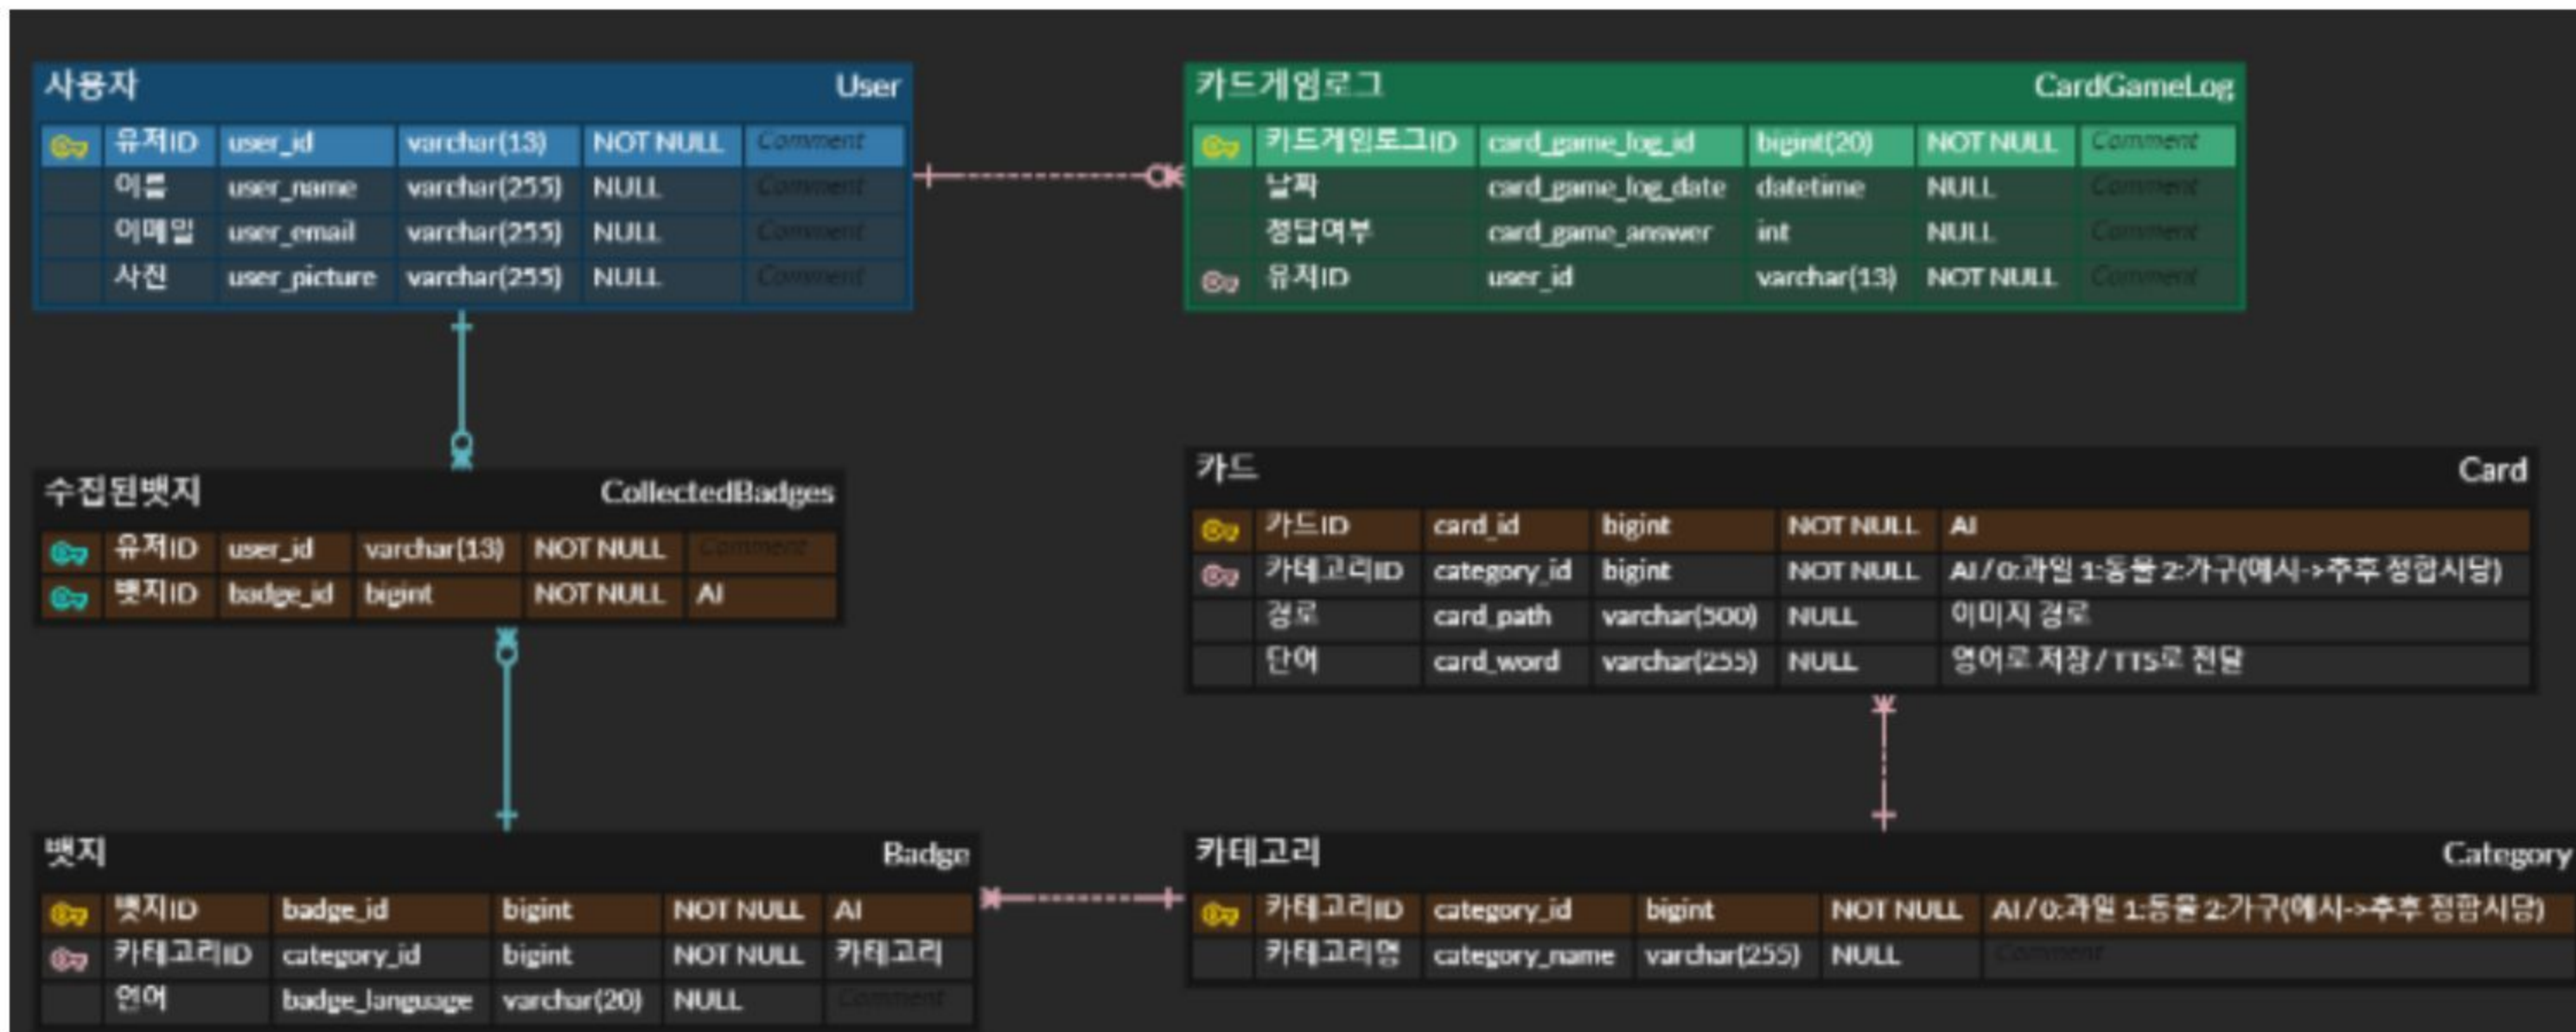 사용자 User
유저ID user_id varchar(13) NOT NULL Comment
이름 user_name varchar(255) NULL Comment
이메일 user_email varchar(255) NULL Comment
사진 user_picture varchar(255) NULL Comment
카드게임로그 CardGameLog
카드게임로그ID card_game_log_id bigint(20) NOT NULL Comment
날짜 card_game_log_date datetime NULL Comment
정답여부 card_game_answer int NULL Comment
유저ID user_id varchar(13) NOT NULL Comment
수집된뱃지 CollectedBadges
유저ID user_id varchar(13) NOT NULL Comment
뱃지ID badge_id bigint NOT NULL AI
카드 Card
카드ID card_id bigint NOT NULL AI
카테고리ID category_id bigint NOT NULL AI / 0:과일 1:동물 2:가구(예시->추후 정합시당)
경로 card_path varchar(500) NULL 이미지 경로
단어 card_word varchar(255) NULL 영어로 저장 / TTS로 전달
뱃지 Badge
뱃지ID badge_id bigint NOT NULL AI
카테고리ID category_id bigint NOT NULL 카테고리
언어 badge_language varchar(20) NULL Comment
카테고리 Category
카테고리ID category_id bigint NOT NULL AI / 0:과일 1:동물 2:가구(예시->추후 정합시당)
카테고리명 category_name varchar(255) NULL Comment